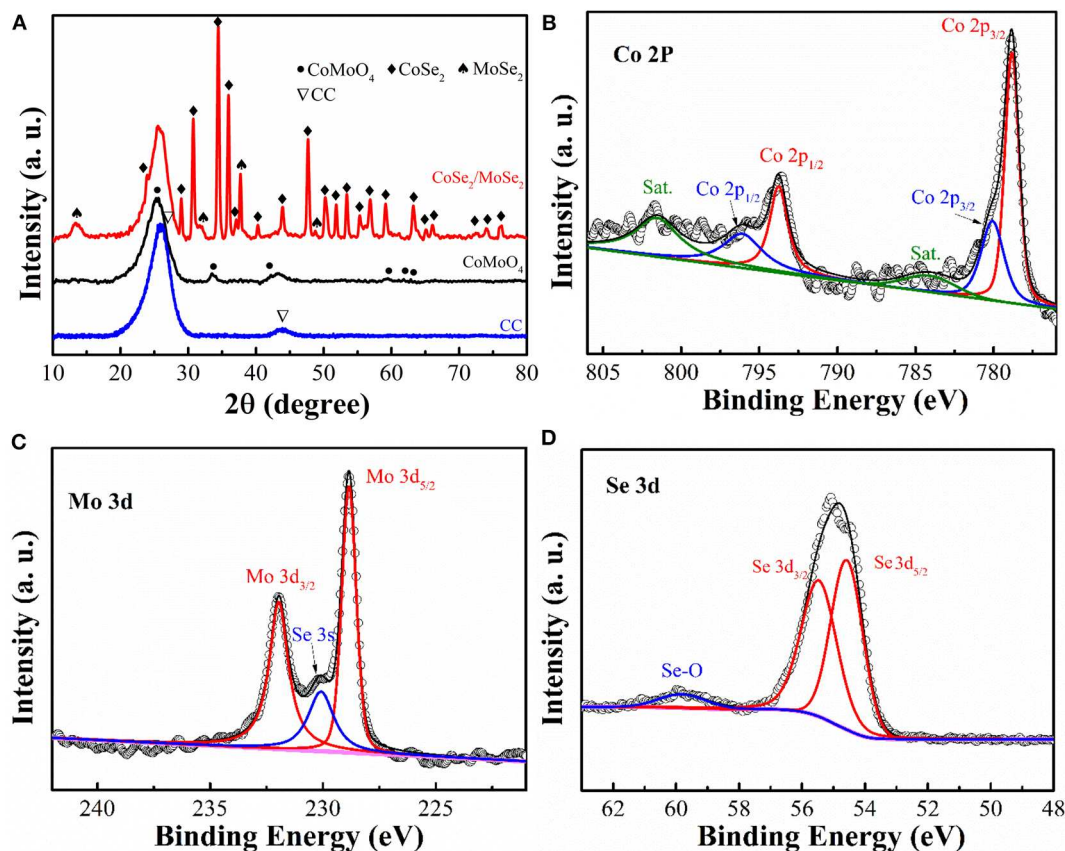 A
● CoMoO₄ ♦ CoSe₂ ♠ MoSe₂
▽ CC
CoSe₂/MoSe₂
CoMoO₄
CC
▽
▽
Intensity (a. u.)
10 20 30 40 50 60 70 80
2θ (degree)
B
Co 2P
Co 2p₃/₂
Co 2p₁/₂
Sat.
Co 2p₁/₂
Co 2p₃/₂
Sat.
Intensity (a. u.)
805 800 795 790 785 780
Binding Energy (eV)
C
Mo 3d
Mo 3d₅/₂
Mo 3d₃/₂
Se 3s
Intensity (a. u.)
240 235 230 225
Binding Energy (eV)
D
Se 3d
Se 3d₃/₂
Se 3d₅/₂
Se-O
Intensity (a. u.)
62 60 58 56 54 52 50 48
Binding Energy (eV)